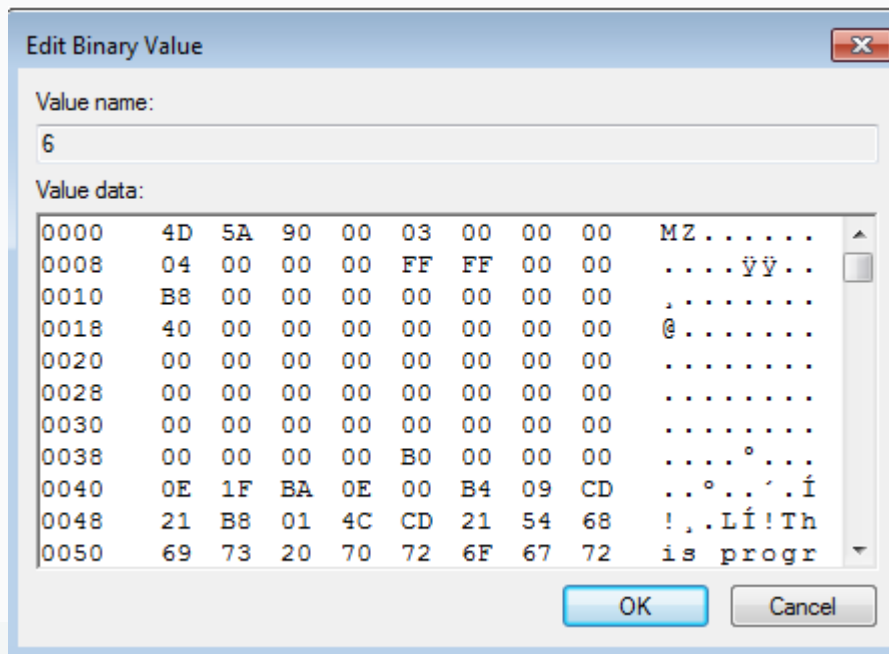 Edit Binary Value
Value name:
6
Value data:
0000 4D 5A 90 00 03 00 00 00 MZ......
0008 04 00 00 00 FF FF 00 00 ....ÿÿ..
0010 B8 00 00 00 00 00 00 00 ¸.......
0018 40 00 00 00 00 00 00 00 @.......
0020 00 00 00 00 00 00 00 00 ........
0028 00 00 00 00 00 00 00 00 ........
0030 00 00 00 00 00 00 00 00 ........
0038 00 00 00 00 B0 00 00 00 ....°...
0040 0E 1F BA 0E 00 B4 09 CD ..º..´.Í
0048 21 B8 01 4C CD 21 54 68 !¸.LÍ!Th
0050 69 73 20 70 72 6F 67 72 is progr
OK Cancel